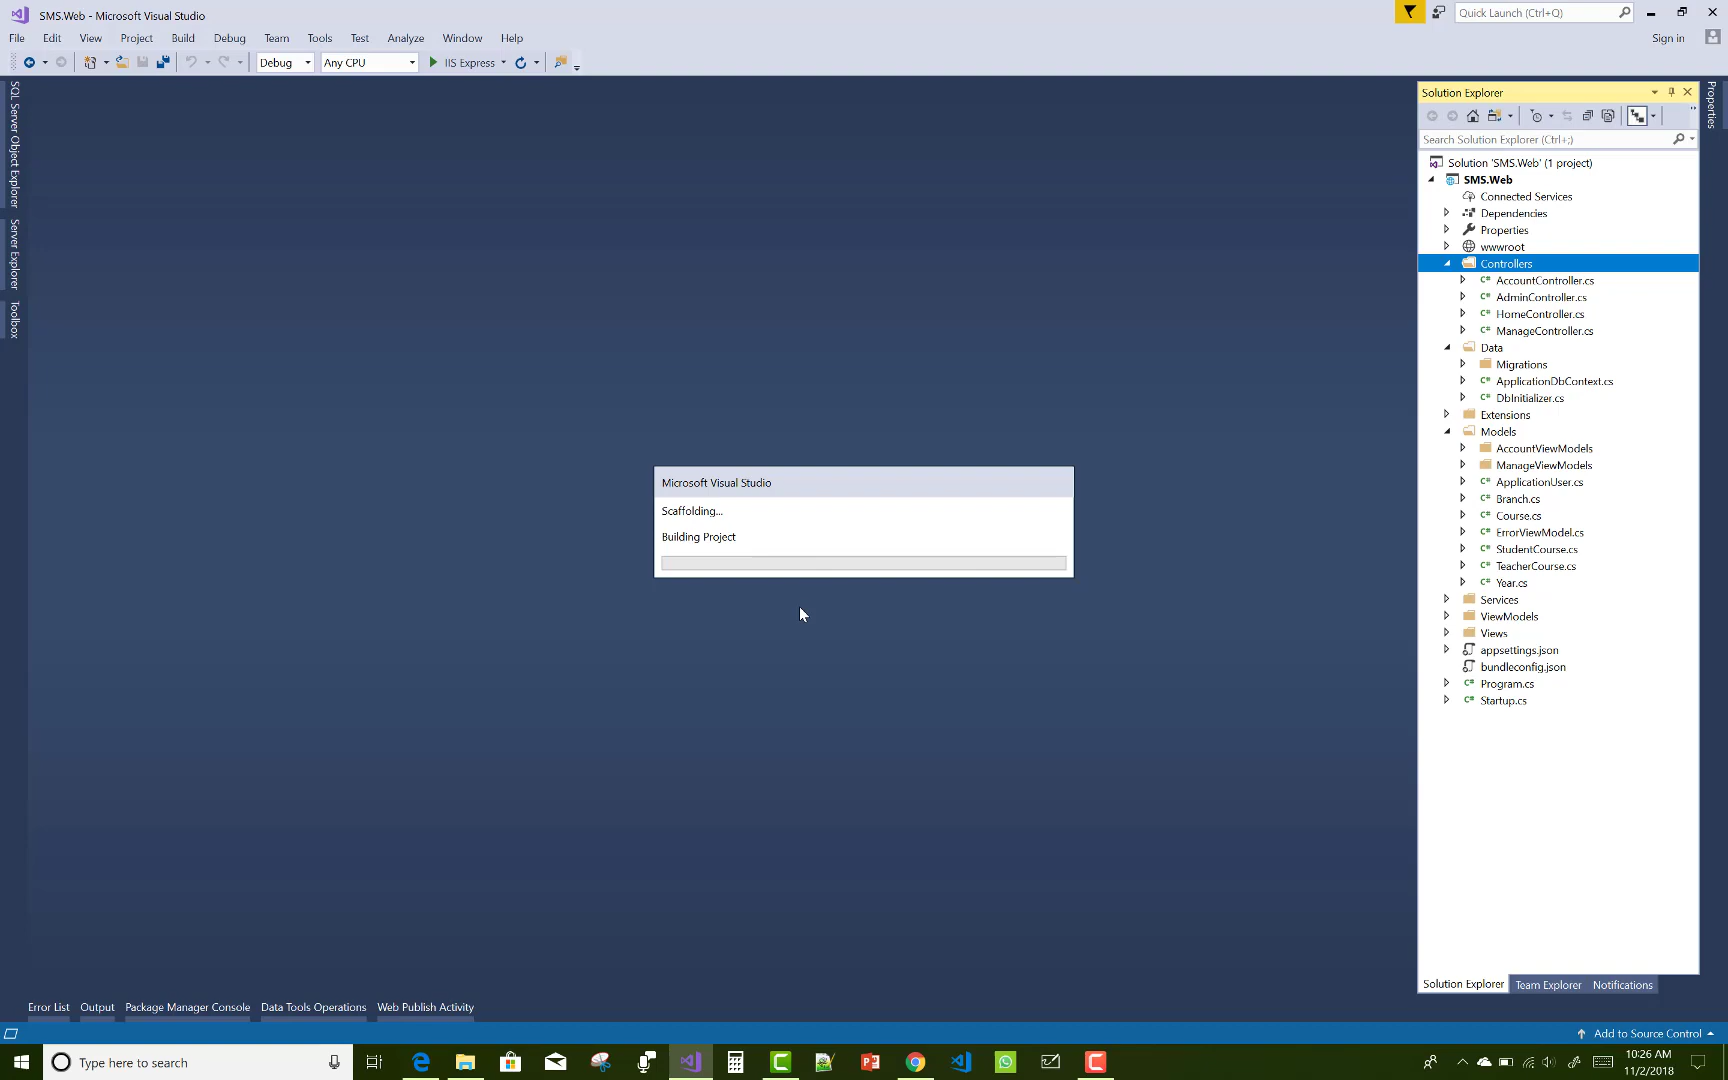 SMS.Web - Microsoft Visual Studio
Quick Launch (Ctrl+Q)
File Edit View Project Build Debug Team Tools Test Analyze Window Help
Sign in
Debug Any CPU IIS Express
SQL Server Object Explorer
Server Explorer
Toolbox
Microsoft Visual Studio
Scaffolding...
Building Project
Solution Explorer
Search Solution Explorer (Ctrl+;)
Solution 'SMS.Web' (1 project)
SMS.Web
Connected Services
Dependencies
Properties
wwwroot
Controllers
C# AccountController.cs
C# AdminController.cs
C# HomeController.cs
C# ManageController.cs
Data
Migrations
C# ApplicationDbContext.cs
C# DbInitializer.cs
Extensions
Models
AccountViewModels
ManageViewModels
C# ApplicationUser.cs
C# Branch.cs
C# Course.cs
C# ErrorViewModel.cs
C# StudentCourse.cs
C# TeacherCourse.cs
C# Year.cs
Services
ViewModels
Views
appsettings.json
bundleconfig.json
C# Program.cs
C# Startup.cs
Properties
Solution Explorer Team Explorer Notifications
Error List Output Package Manager Console Data Tools Operations Web Publish Activity
Add to Source Control
Type here to search
10:26 AM
11/2/2018